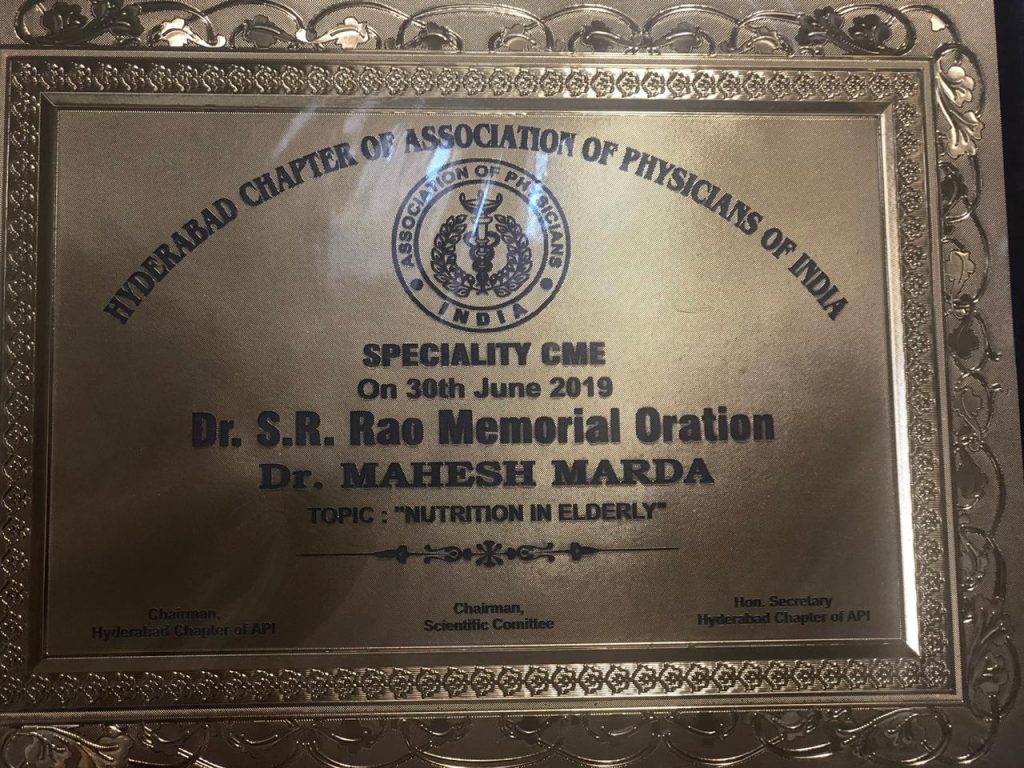 HYDERABAD CHAPTER OF ASSOCIATION OF PHYSICIANS OF INDIA
ASSOCIATION OF PHYSICIANS
INDIA
SPECIALITY CME
On 30th June 2019
Dr. S.R. Rao Memorial Oration
Dr. MAHESH MARDA
TOPIC : "NUTRITION IN ELDERLY"
Chairman,
Hyderabad Chapter of API
Chairman,
Scientific Comittee
Hon. Secretary
Hyderabad Chapter of API